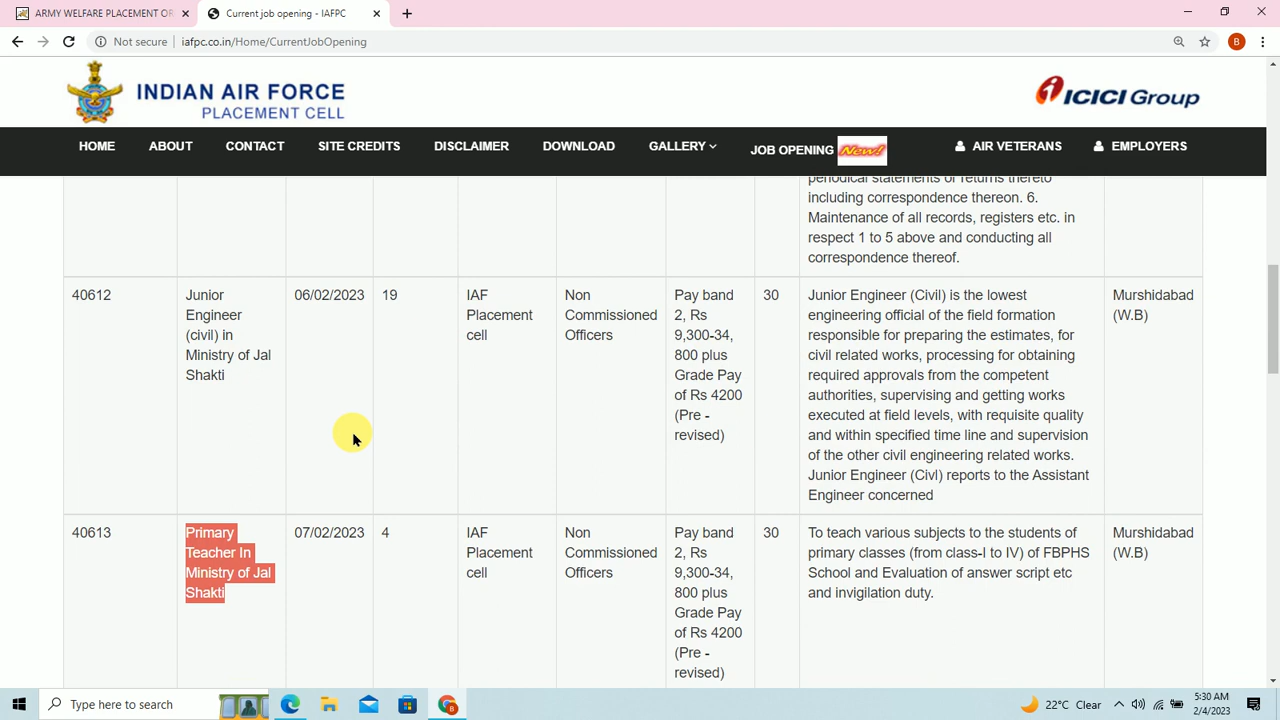 ARMY WELFARE PLACEMENT OR
Current job opening - IAFPC
Not secure
iafpc.co.in/Home/CurrentJobOpening
B
INDIAN AIR FORCE
PLACEMENT CELL
ICICI Group
HOME
ABOUT
CONTACT
SITE CREDITS
DISCLAIMER
DOWNLOAD
GALLERY
JOB OPENING New!
AIR VETERANS
EMPLOYERS
periodical statements or returns thereto
including correspondence thereon. 6.
Maintenance of all records, registers etc. in
respect 1 to 5 above and conducting all
correspondence thereof.
40612
Junior
Engineer
(civil) in
Ministry of Jal
Shakti
06/02/2023
19
IAF
Placement
cell
Non
Commissioned
Officers
Pay band
2, Rs
9,300-34,
800 plus
Grade Pay
of Rs 4200
(Pre -
revised)
30
Junior Engineer (Civil) is the lowest
engineering official of the field formation
responsible for preparing the estimates, for
civil related works, processing for obtaining
required approvals from the competent
authorities, supervising and getting works
executed at field levels, with requisite quality
and within specified time line and supervision
of the other civil engineering related works.
Junior Engineer (Civl) reports to the Assistant
Engineer concerned
Murshidabad
(W.B)
40613
Primary
Teacher In
Ministry of Jal
Shakti
07/02/2023
4
IAF
Placement
cell
Non
Commissioned
Officers
Pay band
2, Rs
9,300-34,
800 plus
Grade Pay
of Rs 4200
(Pre -
revised)
30
To teach various subjects to the students of
primary classes (from class-I to IV) of FBPHS
School and Evaluation of answer script etc
and invigilation duty.
Murshidabad
(W.B)
Type here to search
22°C Clear
5:30 AM
2/4/2023